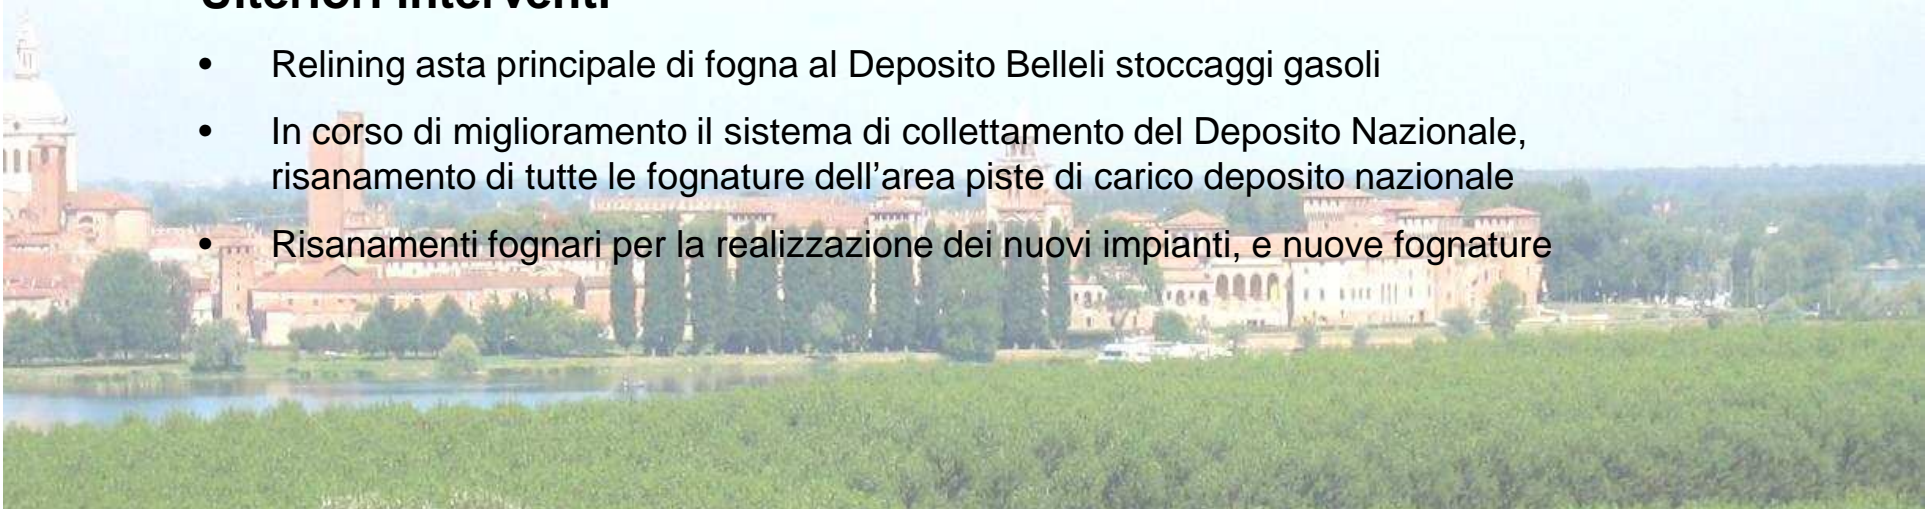 Ulteriori interventi
• Relining asta principale di fogna al Deposito Belleli stoccaggi gasoli
• In corso di miglioramento il sistema di collettamento del Deposito Nazionale,
risanamento di tutte le fognature dell’area piste di carico deposito nazionale
• Risanamenti fognari per la realizzazione dei nuovi impianti, e nuove fognature